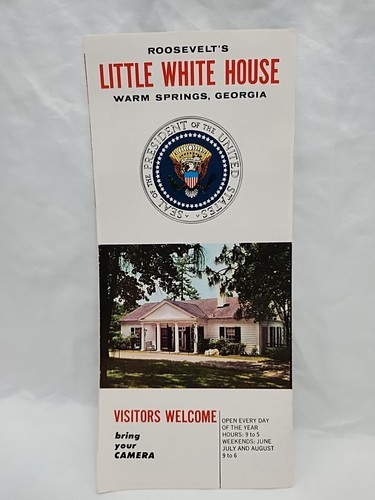 ROOSEVELT'S
LITTLE WHITE HOUSE
WARM SPRINGS, GEORGIA
SEAL OF THE PRESIDENT OF THE UNITED STATES
VISITORS WELCOME
bring
your
CAMERA
OPEN EVERY DAY
OF THE YEAR
HOURS: 9 to 5
WEEKENDS: JUNE
JULY AND AUGUST
9 to 6